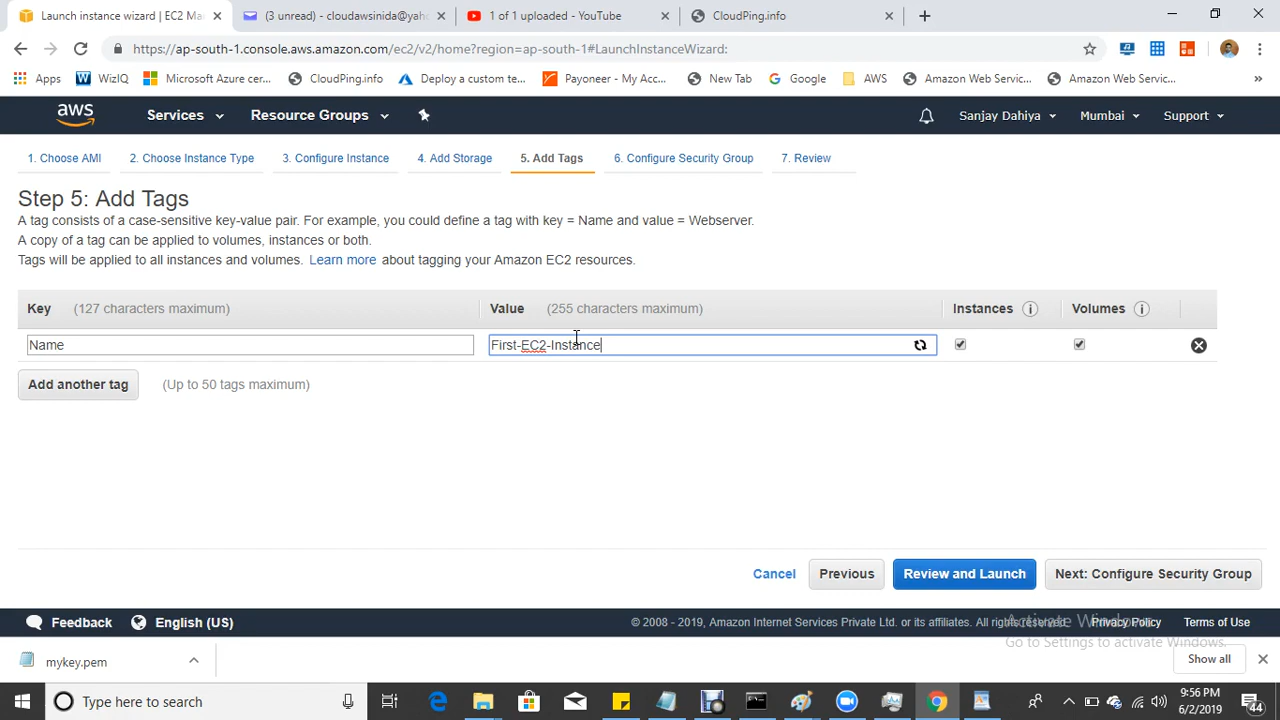 Launch instance wizard | EC2 Ma
(3 unread) - cloudawsinida@yaho
1 of 1 uploaded - YouTube
CloudPing.info
https://ap-south-1.console.aws.amazon.com/ec2/v2/home?region=ap-south-1#LaunchInstanceWizard:
Apps
WizIQ
Microsoft Azure cer...
CloudPing.info
Deploy a custom te...
Payoneer - My Acc...
New Tab
Google
AWS
Amazon Web Servic...
Amazon Web Servic...
aws
Services
Resource Groups
Sanjay Dahiya
Mumbai
Support
1. Choose AMI
2. Choose Instance Type
3. Configure Instance
4. Add Storage
5. Add Tags
6. Configure Security Group
7. Review
Step 5: Add Tags
A tag consists of a case-sensitive key-value pair. For example, you could define a tag with key = Name and value = Webserver.
A copy of a tag can be applied to volumes, instances or both.
Tags will be applied to all instances and volumes. Learn more about tagging your Amazon EC2 resources.
Key (127 characters maximum)
Value (255 characters maximum)
Instances
Volumes
Name
First-EC2-Instance
Add another tag
(Up to 50 tags maximum)
Cancel
Previous
Review and Launch
Next: Configure Security Group
Feedback
English (US)
© 2008 - 2019, Amazon Internet Services Private Ltd. or its affiliates. All rights reserved.
Privacy Policy
Terms of Use
Activate Windows
Go to Settings to activate Windows.
mykey.pem
Show all
Type here to search
9:56 PM
6/2/2019
44